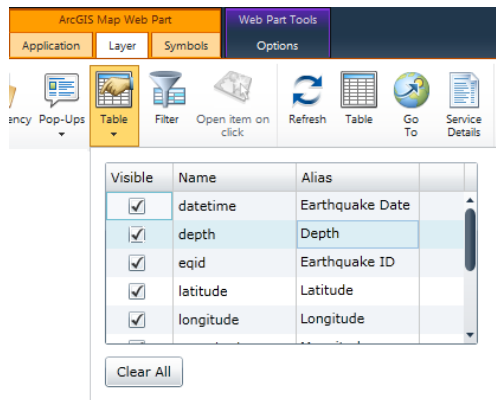 ArcGIS Map Web Part
Web Part Tools
Application Layer Symbols Options
ency Pop-Ups Table Filter Open item on click Refresh Table Go To Service Details
Visible Name Alias
datetime Earthquake Date
depth Depth
eqid Earthquake ID
latitude Latitude
longitude Longitude
Clear All